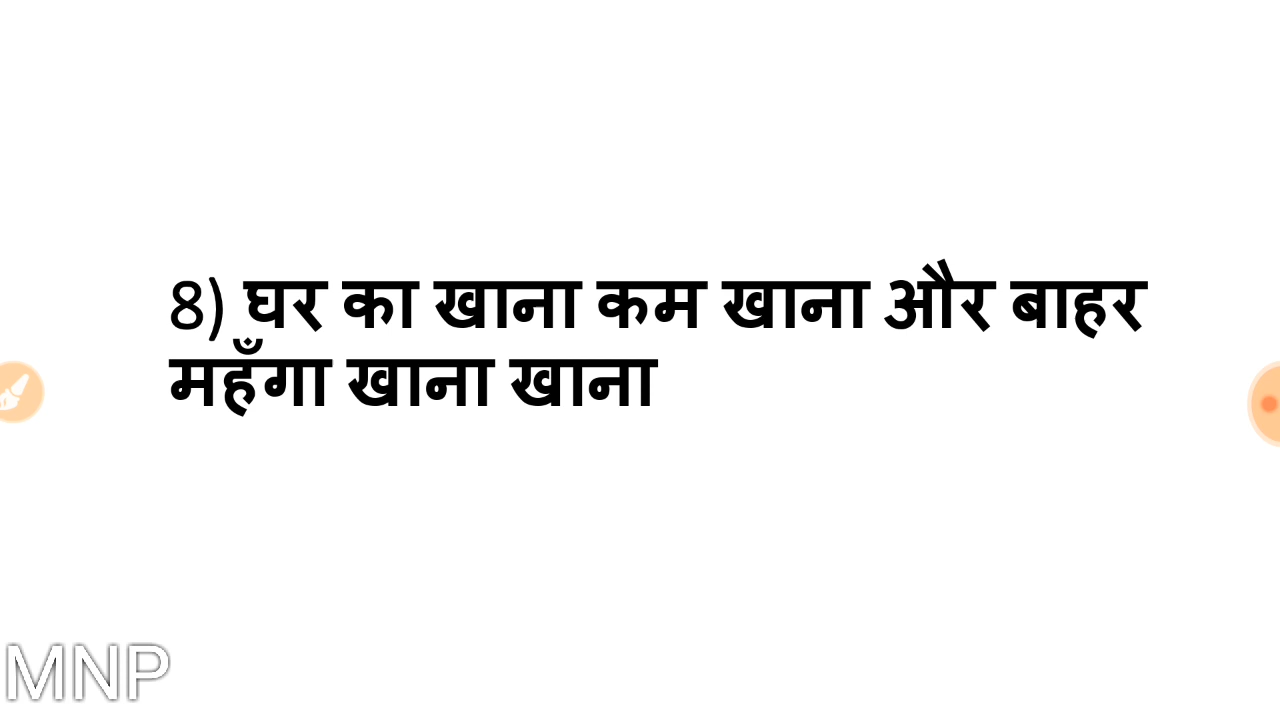 8) घर का खाना कम खाना और बाहर
महँगा खाना खाना
MNP